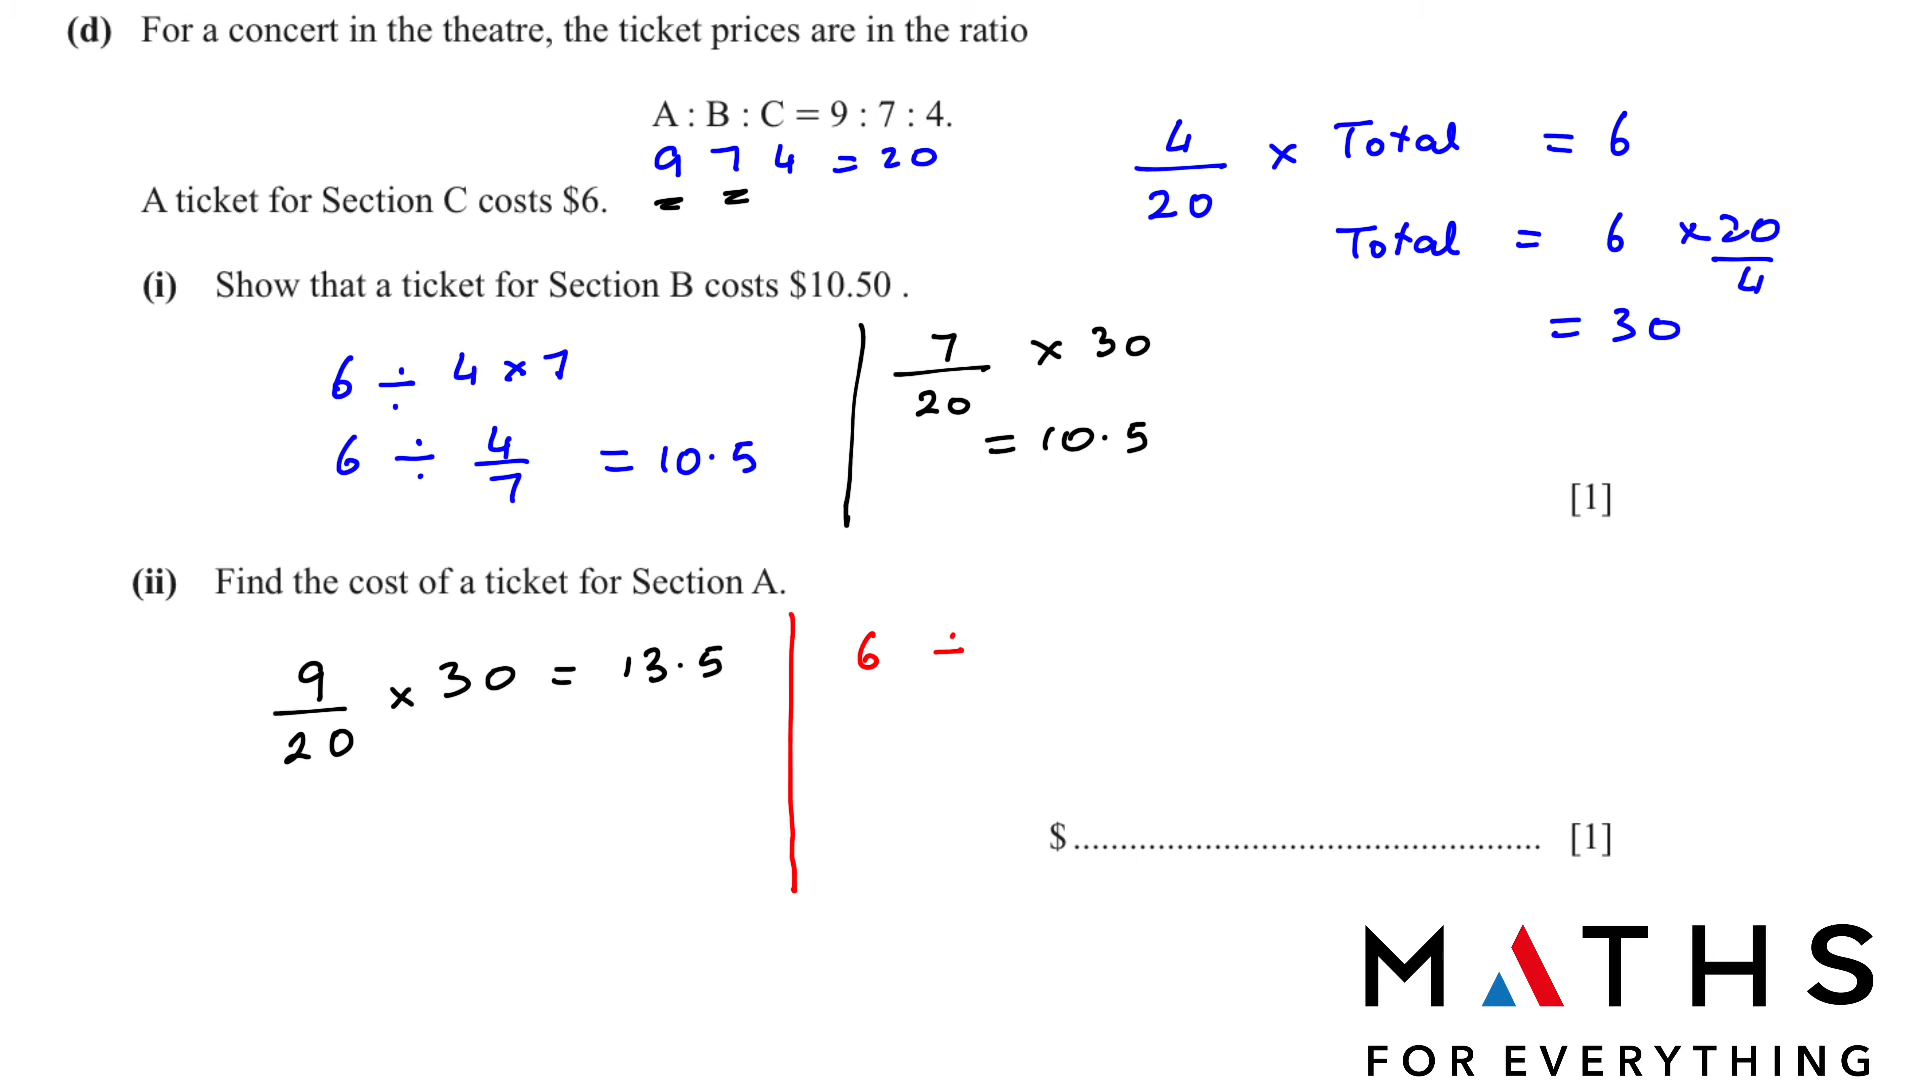 (d) For a concert in the theatre, the ticket prices are in the ratio
A : B : C = 9 : 7 : 4.
9 7 4 = 20
A ticket for Section C costs $6.
4/20 × Total = 6
Total = 6 × 20/4
= 30
(i) Show that a ticket for Section B costs $10.50 .
6 ÷ 4 × 7
6 ÷ 4/7 = 10.5
7/20 × 30
= 10.5
[1]
(ii) Find the cost of a ticket for Section A.
9/20 × 30 = 13.5
6 ÷
$ ................................................ [1]
MATHS
FOR EVERYTHING